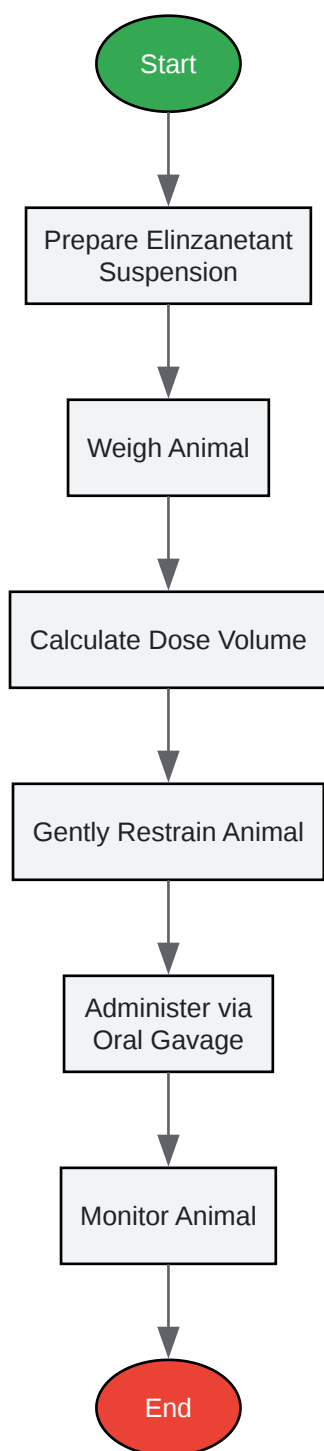 Start
Prepare Elinzanetant
Suspension
Weigh Animal
Calculate Dose Volume
Gently Restrain Animal
Administer via
Oral Gavage
Monitor Animal
End